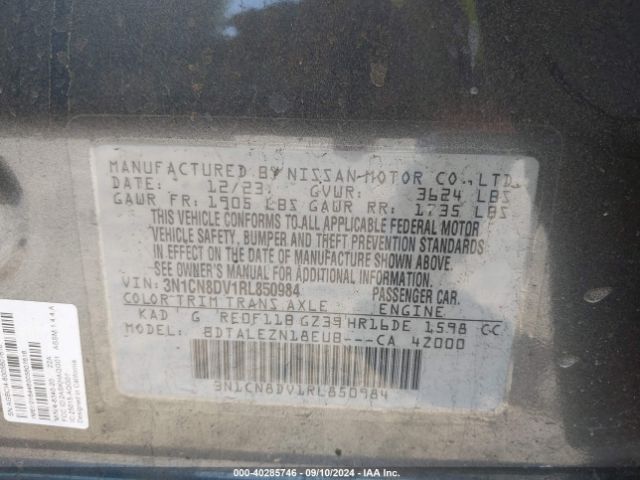 MANUFACTURED BY NISSAN MOTOR CO.,LTD.
DATE: 12/23 GVWR: 3624 LBS
GAWR FR: 1905 LBS GAWR RR: 1735 LBS
THIS VEHICLE CONFORMS TO ALL APPLICABLE FEDERAL MOTOR
VEHICLE SAFETY, BUMPER AND THEFT PREVENTION STANDARDS
IN EFFECT ON THE DATE OF MANUFACTURE SHOWN ABOVE.
SEE OWNER'S MANUAL FOR ADDITIONAL INFORMATION.
VIN: 3N1CN8DV1RL850984 PASSENGER CAR.
COLOR TRIM TRANS AXLE ENGINE
KAD G RE0F11B GZ39 HR16DE 1598 CC
MODEL: BDTALEZN18EUB---CA 42000
3N1CN8DV1RL850984
Designed in California
000-40285746 - 09/10/2024 - IAA Inc.